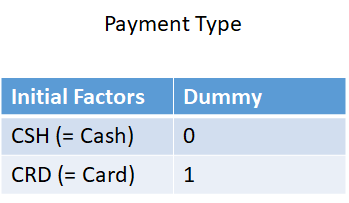 Payment Type
Initial Factors Dummy
CSH (= Cash) 0
CRD (= Card) 1